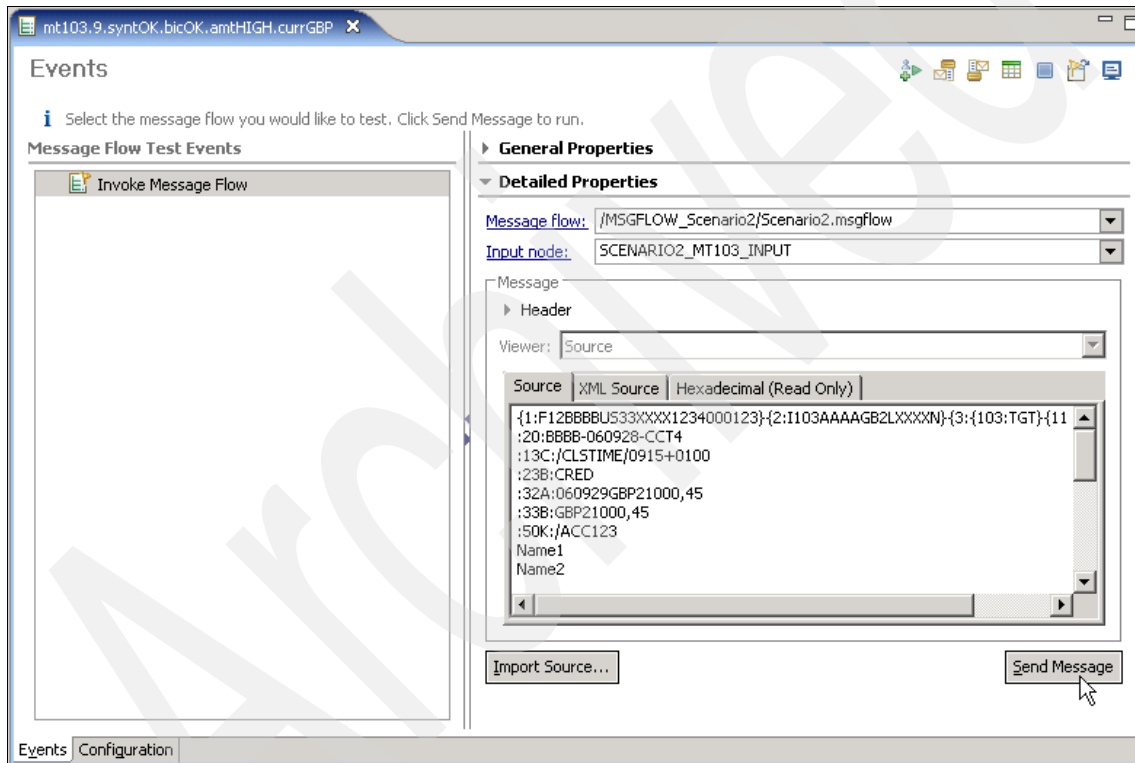 mt103.9.syntOK.bicOK.amtHIGH.currGBP
Events
Select the message flow you would like to test. Click Send Message to run.
Message Flow Test Events
Invoke Message Flow
General Properties
Detailed Properties
Message flow: /MSGFLOW_Scenario2/Scenario2.msgflow
Input node: SCENARIO2_MT103_INPUT
Message
Header
Viewer: Source
Source XML Source Hexadecimal (Read Only)
{1:F12BBBBUS33XXXX1234000123}-{2:I103AAAAGB2LXXXXN}-{3:{103:TGT}-{11
:20:BBBB-060928-CCT4
:13C:/CLSTIME/0915+0100
:23B:CRED
:32A:060929GBP21000,45
:33B:GBP21000,45
:50K:/ACC123
Name1
Name2
Import Source... Send Message
Events Configuration
Archived